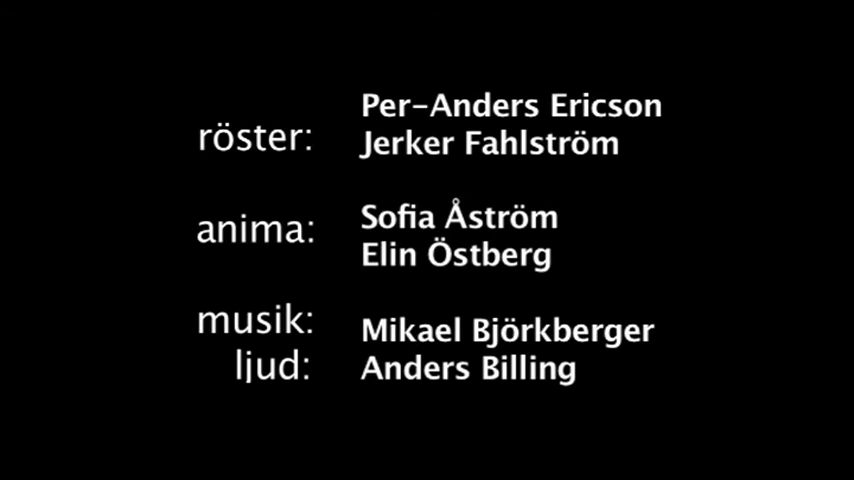 röster:
Per-Anders Ericson
Jerker Fahlström
anima:
Sofia Åström
Elin Östberg
musik:
Mikael Björkberger
ljud:
Anders Billing